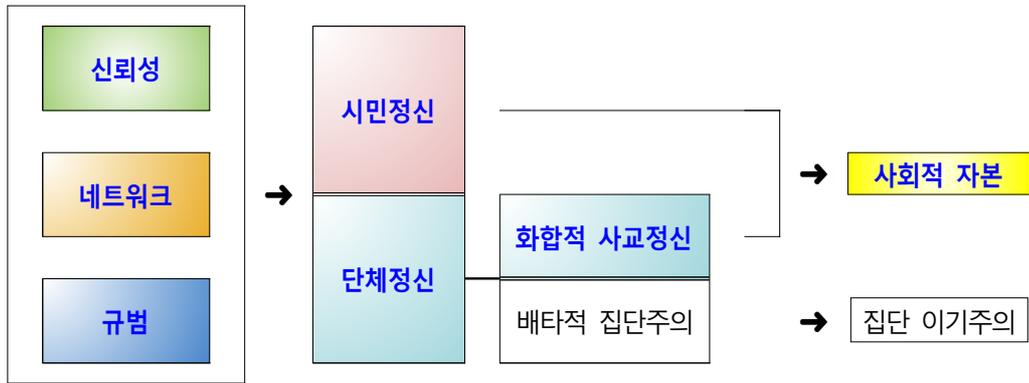 신뢰성
네트워크
규범
시민정신
단체정신
화합적 사교정신
배타적 집단주의
사회적 자본
집단 이기주의